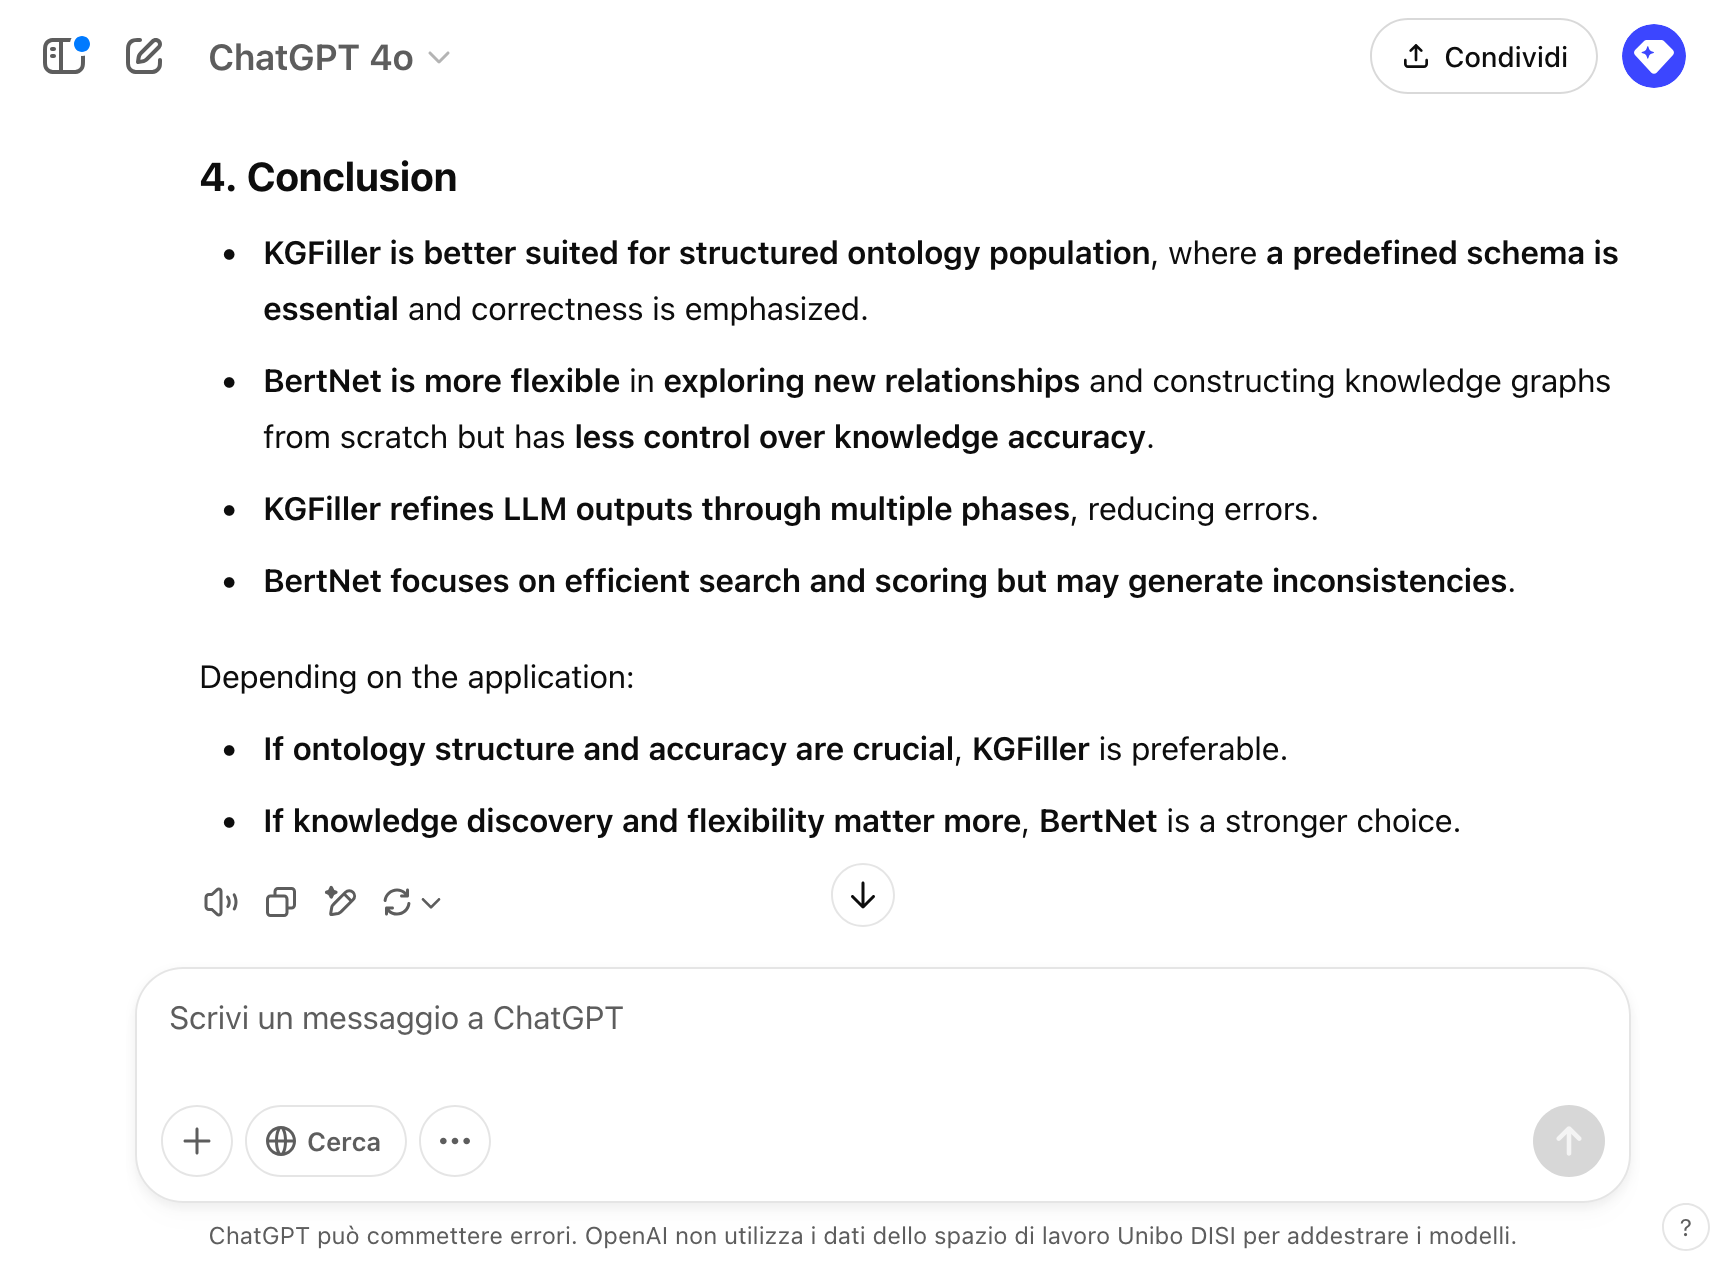 ChatGPT 4o
Condividi
4. Conclusion
• KGFiller is better suited for structured ontology population, where a predefined schema is
essential and correctness is emphasized.
• BertNet is more flexible in exploring new relationships and constructing knowledge graphs
from scratch but has less control over knowledge accuracy.
• KGFiller refines LLM outputs through multiple phases, reducing errors.
• BertNet focuses on efficient search and scoring but may generate inconsistencies.
Depending on the application:
• If ontology structure and accuracy are crucial, KGFiller is preferable.
• If knowledge discovery and flexibility matter more, BertNet is a stronger choice.
Scrivi un messaggio a ChatGPT
Cerca
ChatGPT può commettere errori. OpenAI non utilizza i dati dello spazio di lavoro Unibo DISI per addestrare i modelli.
?